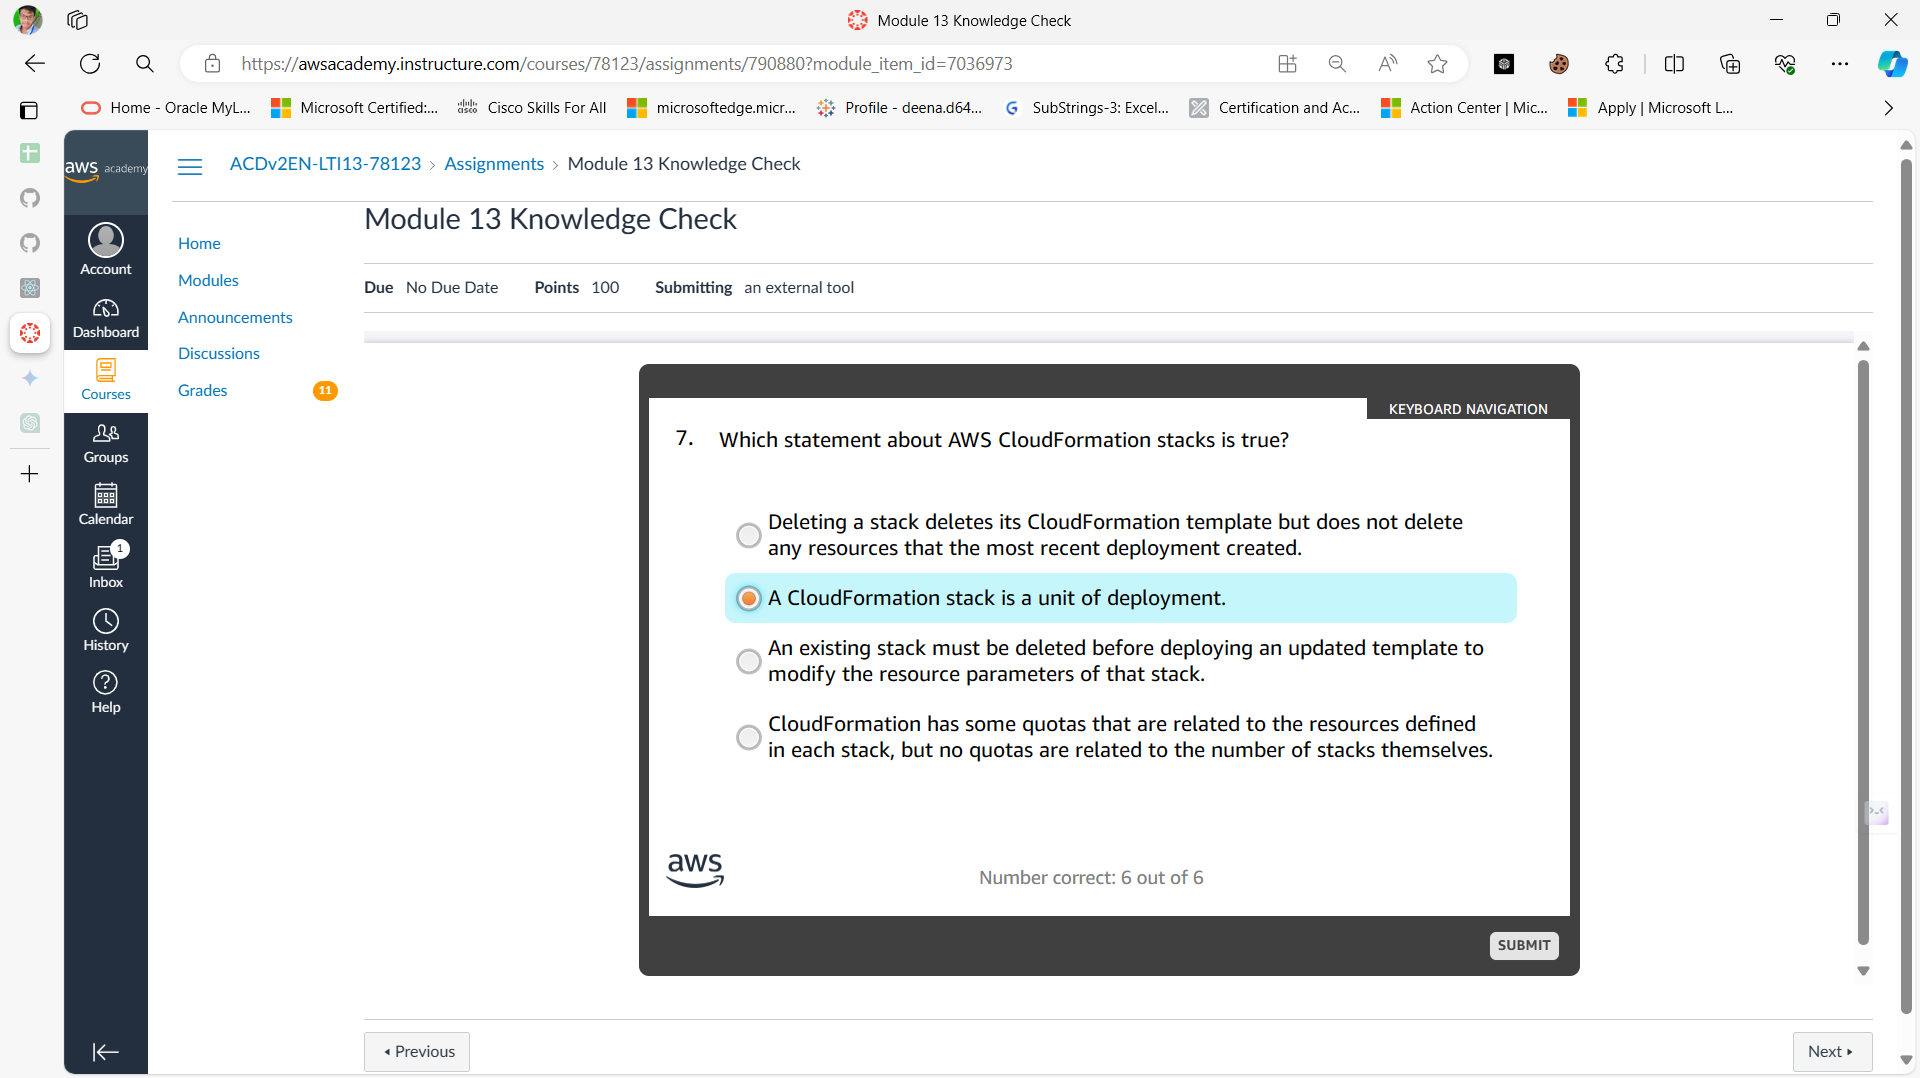 Module 13 Knowledge Check
https://awsacademy.instructure.com/courses/78123/assignments/790880?module_item_id=7036973
Home - Oracle MyL...
Microsoft Certified:...
Cisco Skills For All
microsoftedge.micr...
Profile - deena.d64...
SubStrings-3: Excel...
Certification and Ac...
Action Center | Mic...
Apply | Microsoft L...
aws academy
ACDv2EN-LTI13-78123 › Assignments › Module 13 Knowledge Check
Account
Dashboard
Courses
Groups
Calendar
1
Inbox
History
Help
Home
Modules
Announcements
Discussions
Grades 11
Module 13 Knowledge Check
Due No Due Date Points 100 Submitting an external tool
KEYBOARD NAVIGATION
7. Which statement about AWS CloudFormation stacks is true?
Deleting a stack deletes its CloudFormation template but does not delete
any resources that the most recent deployment created.
A CloudFormation stack is a unit of deployment.
An existing stack must be deleted before deploying an updated template to
modify the resource parameters of that stack.
CloudFormation has some quotas that are related to the resources defined
in each stack, but no quotas are related to the number of stacks themselves.
aws
Number correct: 6 out of 6
SUBMIT
Previous
Next